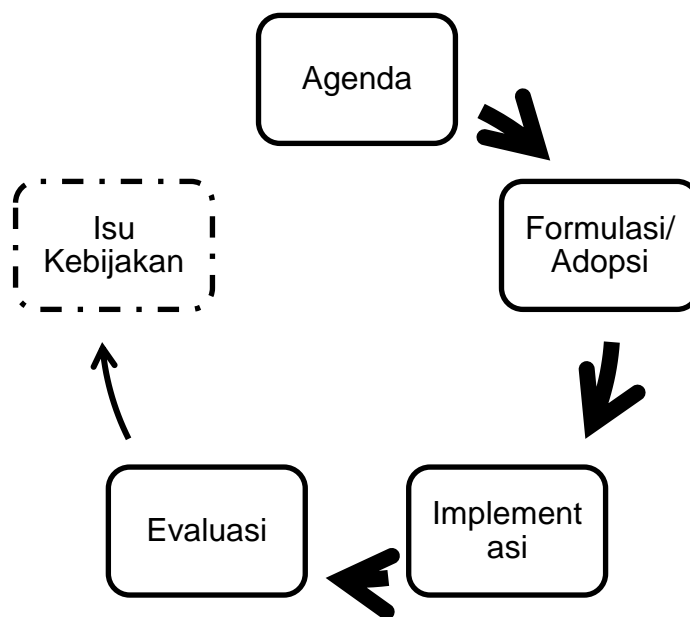 Agenda
Isu
Kebijakan
Formulasi/
Adopsi
Evaluasi
Implement
asi